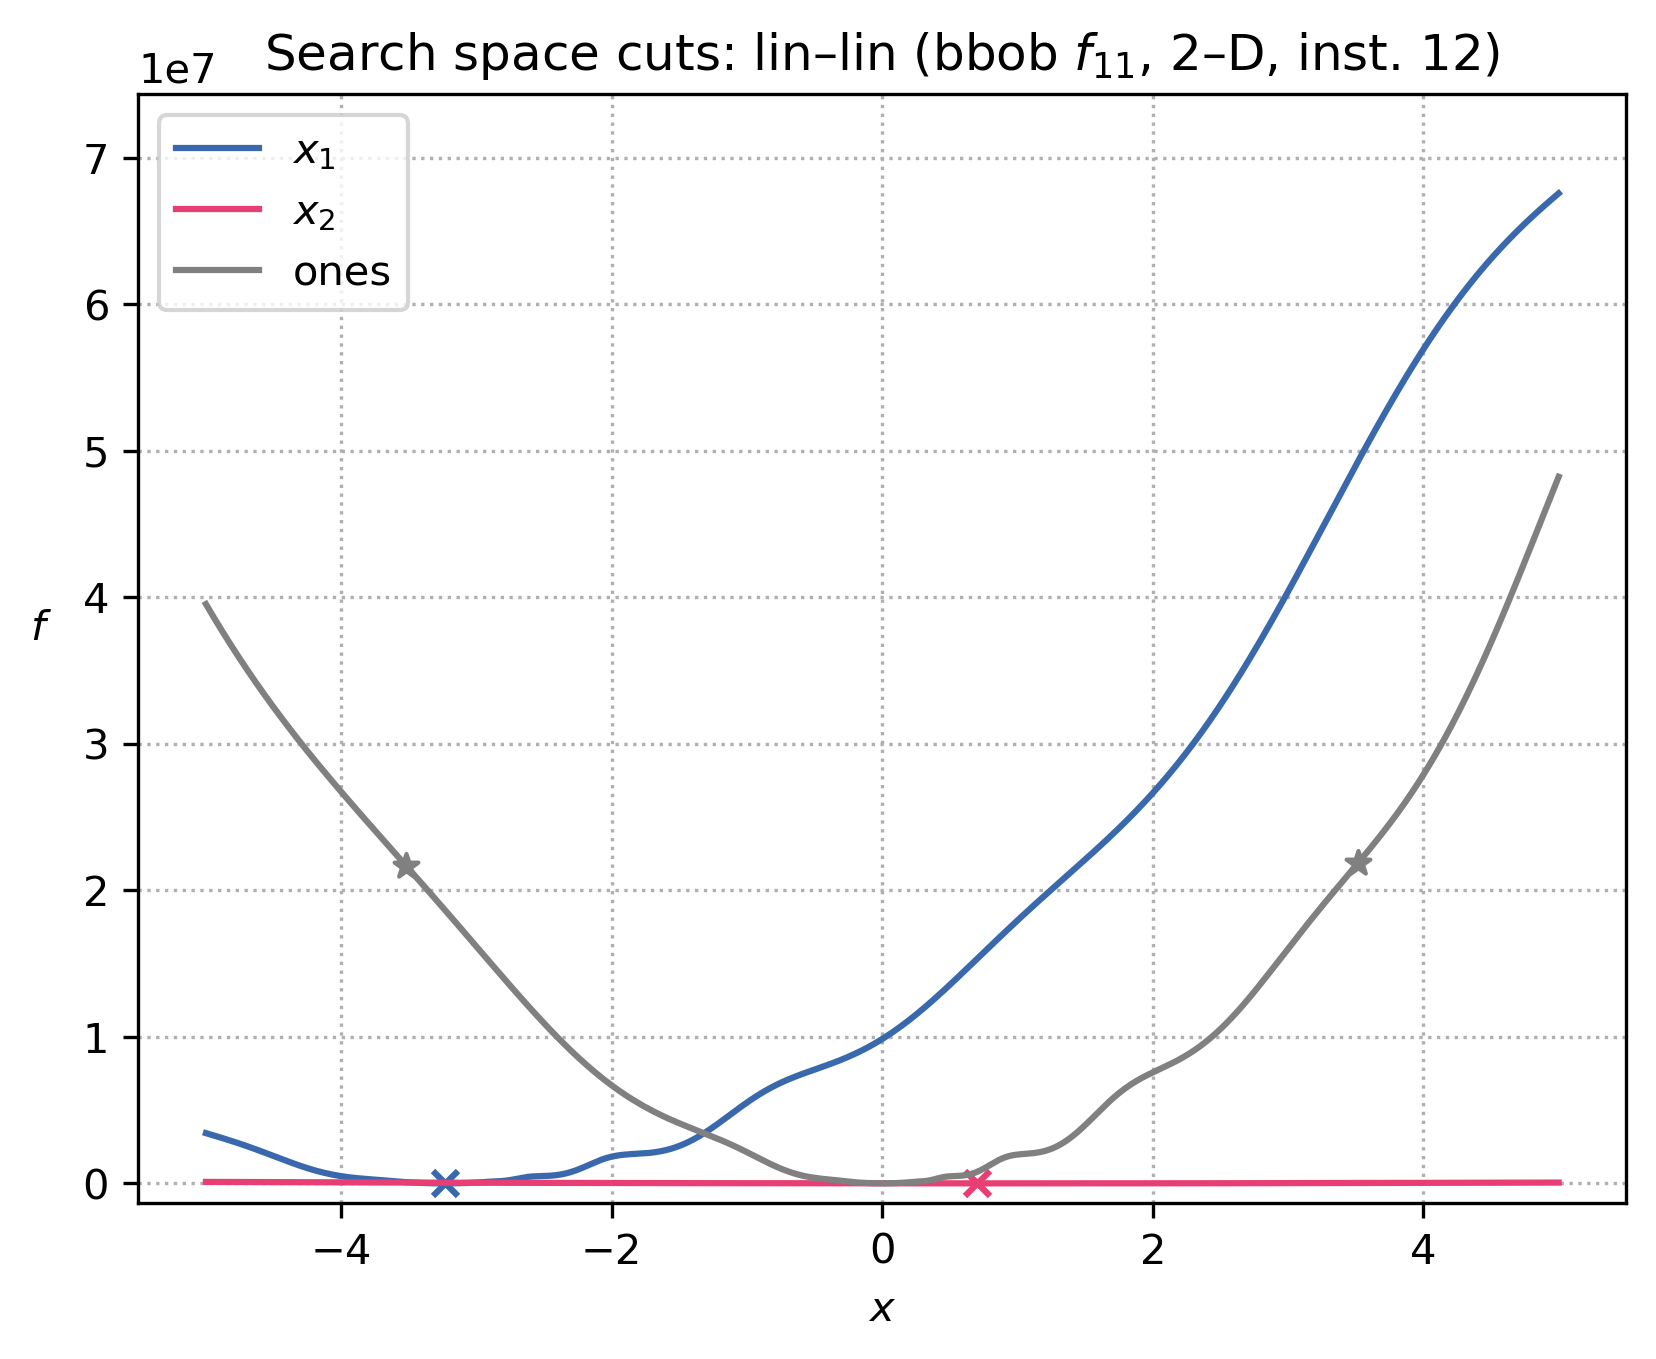 Search space cuts: lin–lin (bbob f₁₁, 2–D, inst. 12)
1e7
x₁
x₂
ones
7
6
5
4
3
2
1
0
f
−4 −2 0 2 4
x